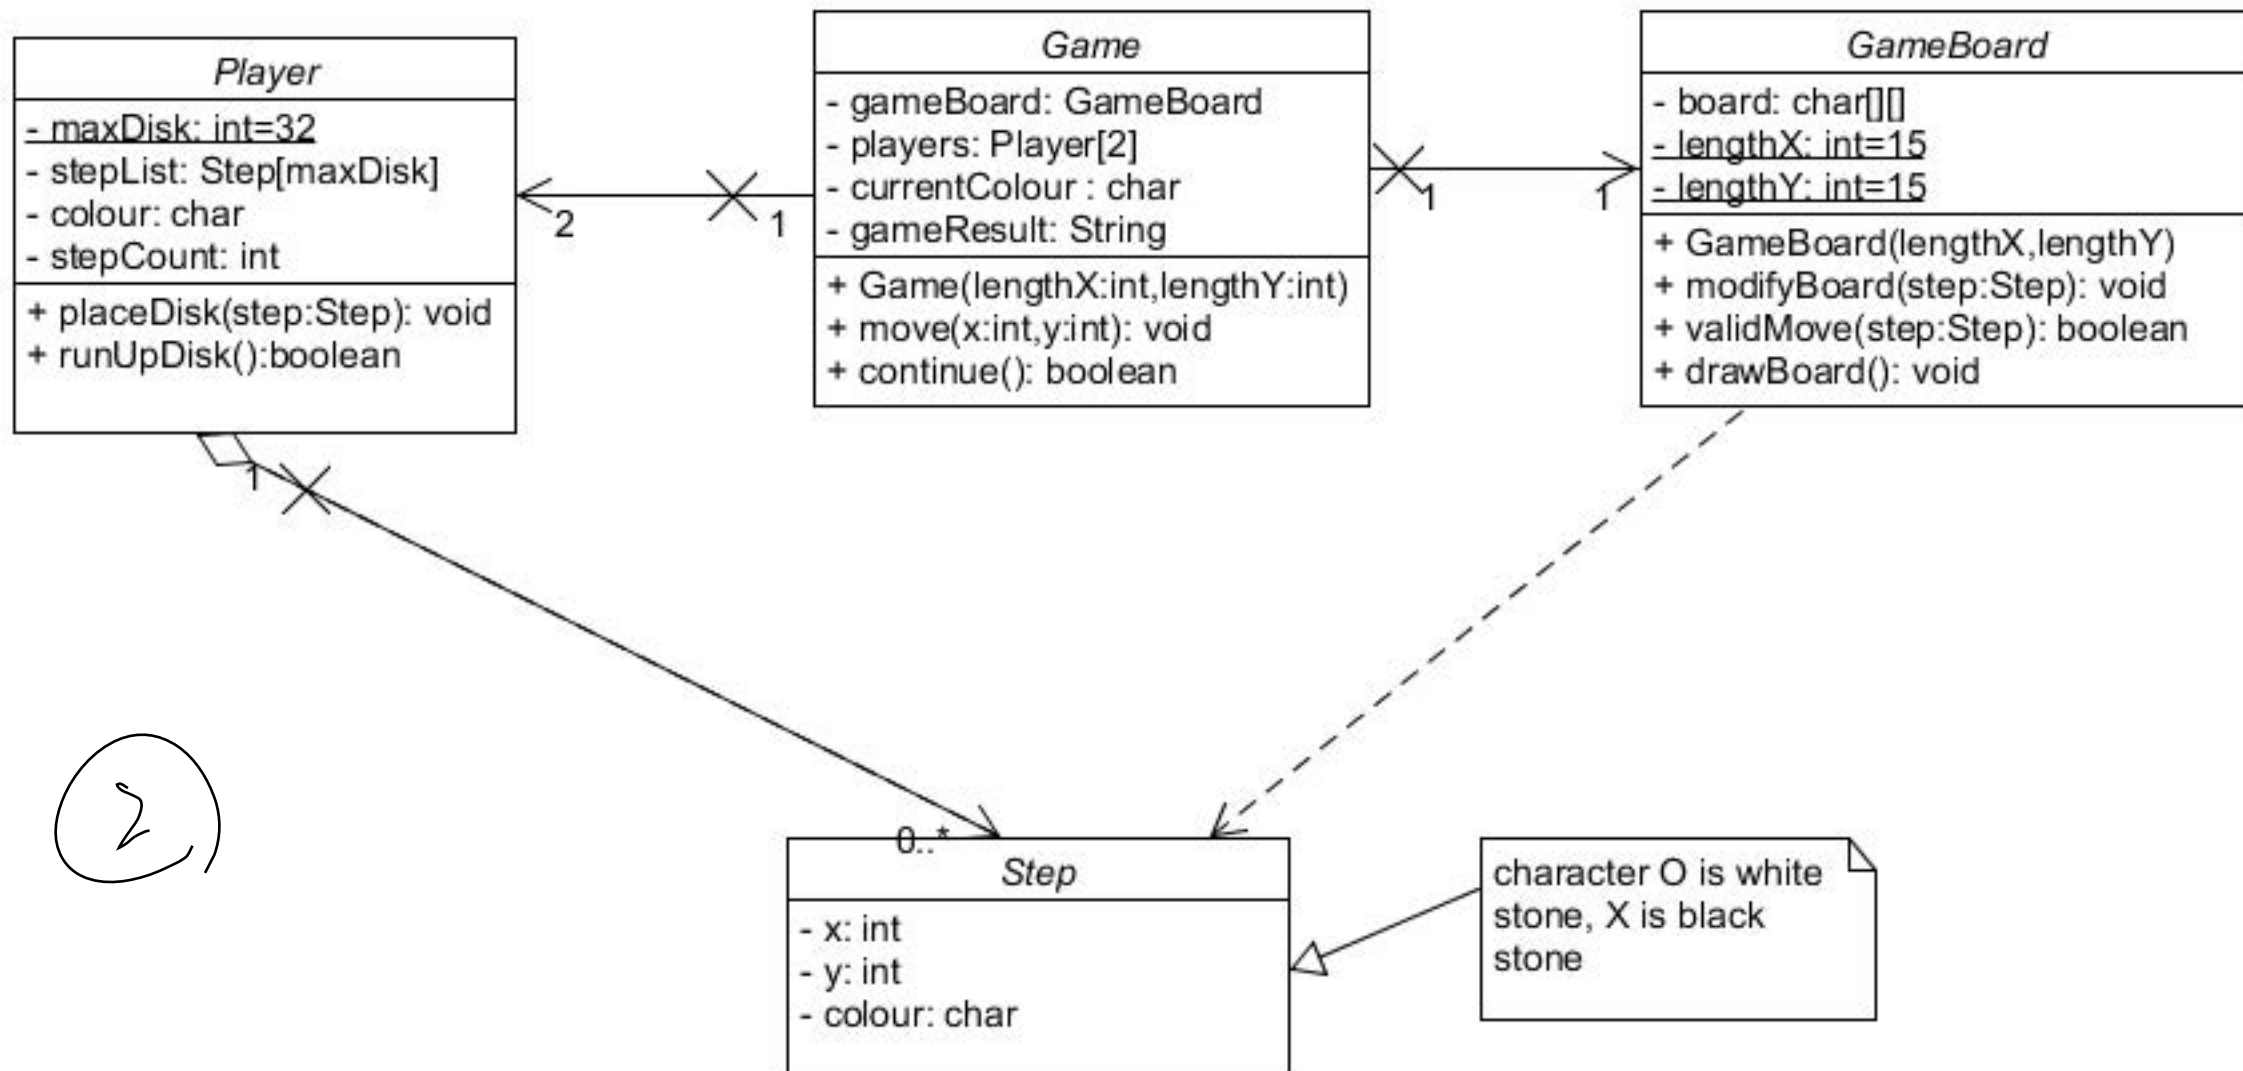 Player
- maxDisk: int=32
- stepList: Step[maxDisk]
- colour: char
- stepCount: int
+ placeDisk(step:Step): void
+ runUpDisk():boolean
Game
- gameBoard: GameBoard
- players: Player[2]
- currentColour : char
- gameResult: String
+ Game(lengthX:int,lengthY:int)
+ move(x:int,y:int): void
+ continue(): boolean
GameBoard
- board: char[][]
- lengthX: int=15
- lengthY: int=15
+ GameBoard(lengthX,lengthY)
+ modifyBoard(step:Step): void
+ validMove(step:Step): boolean
+ drawBoard(): void
2
1
1
1
1
0..*
2
Step
- x: int
- y: int
- colour: char
character O is white
stone, X is black
stone